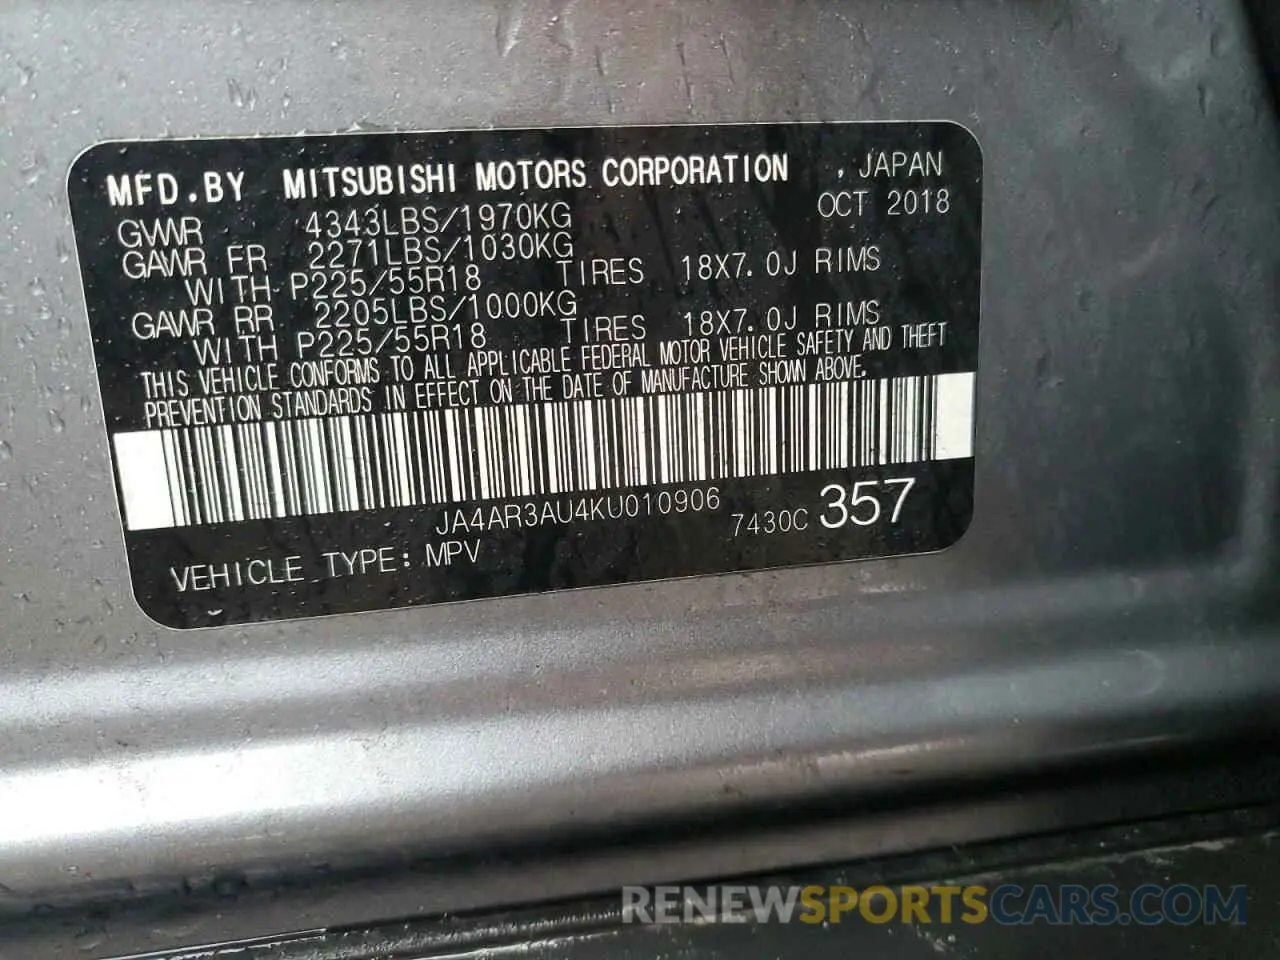 MFD.BY MITSUBISHI MOTORS CORPORATION , JAPAN
GVWR 4343LBS/1970KG OCT 2018
GAWR FR 2271LBS/1030KG
WITH P225/55R18 TIRES 18X7.0J RIMS
GAWR RR 2205LBS/1000KG
WITH P225/55R18 TIRES 18X7.0J RIMS
THIS VEHICLE CONFORMS TO ALL APPLICABLE FEDERAL MOTOR VEHICLE SAFETY AND THEFT
PREVENTION STANDARDS IN EFFECT ON THE DATE OF MANUFACTURE SHOWN ABOVE.
JA4AR3AU4KU010906 7430C 357
VEHICLE TYPE: MPV
RENEWSPORTSCARS.COM